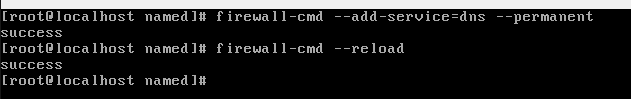 [root@localhost named]# firewall-cmd --add-service=dns --permanent
success
[root@localhost named]# firewall-cmd --reload
success
[root@localhost named]#